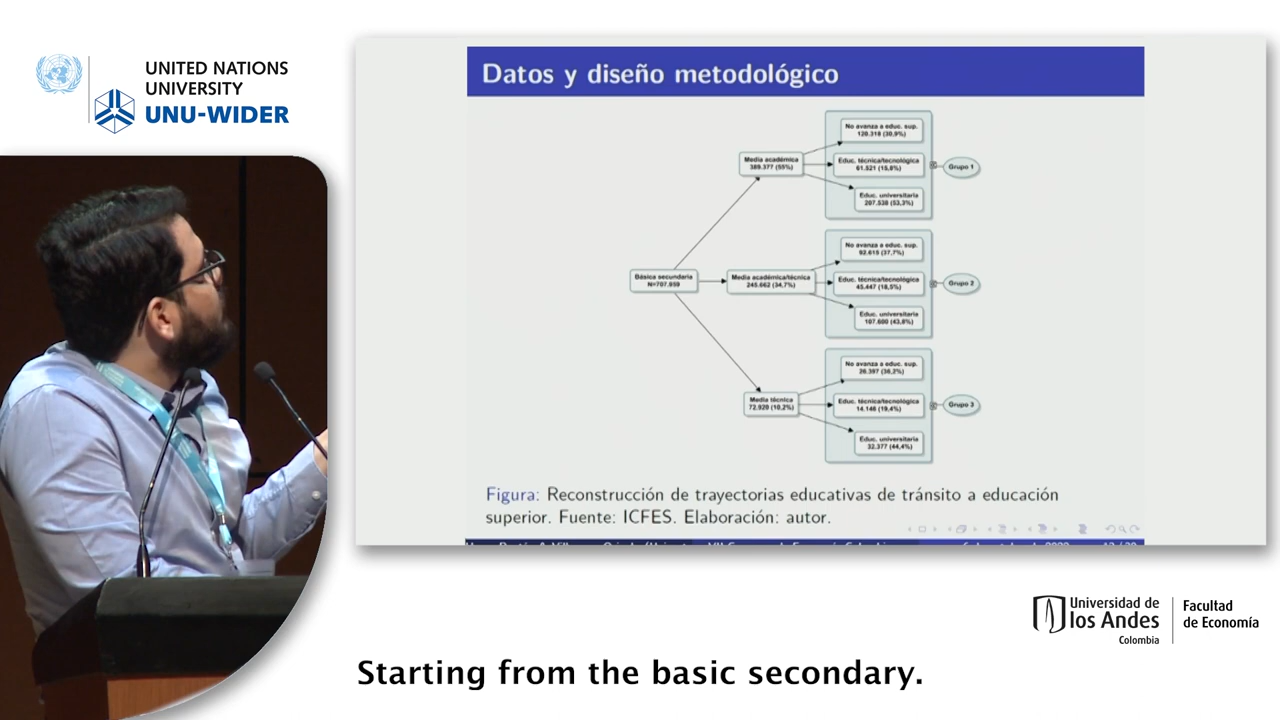 UNITED NATIONS
UNIVERSITY
UNU-WIDER
Datos y diseño metodológico
No avanza a educ. sup.
120.318 (30,9%)
Media académica
389.377 (55%)
Educ. técnica/tecnológica
61.521 (15,8%)
Grupo 1
Educ. universitaria
207.538 (53,3%)
No avanza a educ. sup.
92.615 (37,7%)
Básica secundaria
N=707.959
Media académica/técnica
245.662 (34,7%)
Educ. técnica/tecnológica
45.447 (18,5%)
Grupo 2
Educ. universitaria
107.600 (43,8%)
No avanza a educ. sup.
26.397 (36,2%)
Media técnica
72.920 (10,2%)
Educ. técnica/tecnológica
14.146 (19,4%)
Grupo 3
Educ. universitaria
32.377 (44,4%)
Figura: Reconstrucción de trayectorias educativas de tránsito a educación
superior. Fuente: ICFES. Elaboración: autor.
Universidad de
los Andes
Colombia
Facultad
de Economía
Starting from the basic secondary.